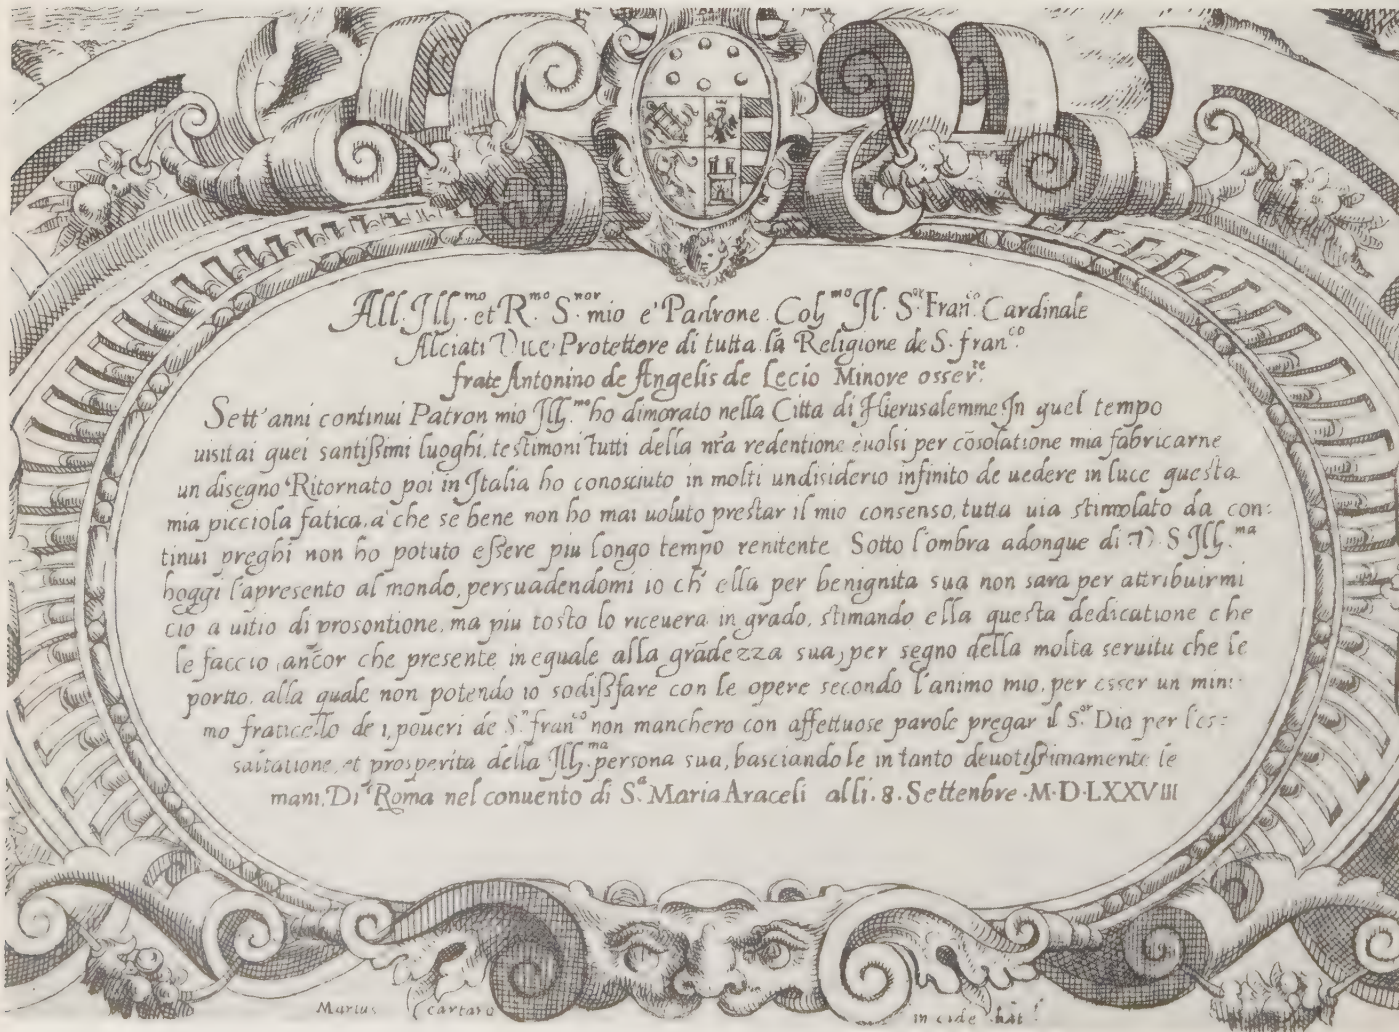 All Ill.mo et R.mo S.nor mio e Padrone Col.mo Il S.or Fran.co Cardinale
Alciati Vice Protettore di tutta la Religione de S. fran.co
frate Antonino de Angelis de Lecio Minore osser.te
Sett' anni continui Patron mio Ill.mo ho dimorato nella Citta di Hierusalemme In quel tempo
uisitai quei santißimi luoghi, testimoni tutti della nr̃a redentione e uolsi per cõsolatione mia fabricarne
un disegno Ritornato poi in Italia ho conosciuto in molti un disiderio infinito de uedere in luce questa
mia picciola fatica, a' che se bene non ho mai uoluto prestar il mio consenso, tutta uia stimolato da con:
tinui preghi non ho potuto eßere piu longo tempo renitente Sotto l'ombra adonque di V. S Ill.ma
hoggi l'apresento al mondo, persuadendomi io ch' ella per benignita sua non sara per attribuirmi
cio a uitio di prosontione, ma piu tosto lo riceuera in grado, stimando ella questa dedicatione che
le faccio, ancor che presente inequale alla grãdezza sua, per segno della molta seruitu che le
porto, alla quale non potendo io sodißfare con le opere secondo l'animo mio, per esser un mini:
mo fraticello de i poueri de S.n fran.co non manchero con affettuose parole pregar il S.or Dio per l'es:
saltatione, et prosperita della Ill.ma persona sua, basciandole in tanto deuotißimamente le
mani. Di Roma nel conuento di S.a Maria Araceli alli. 8. Settenbre · M · D · LXXVIII
Marius cartaro incidebat